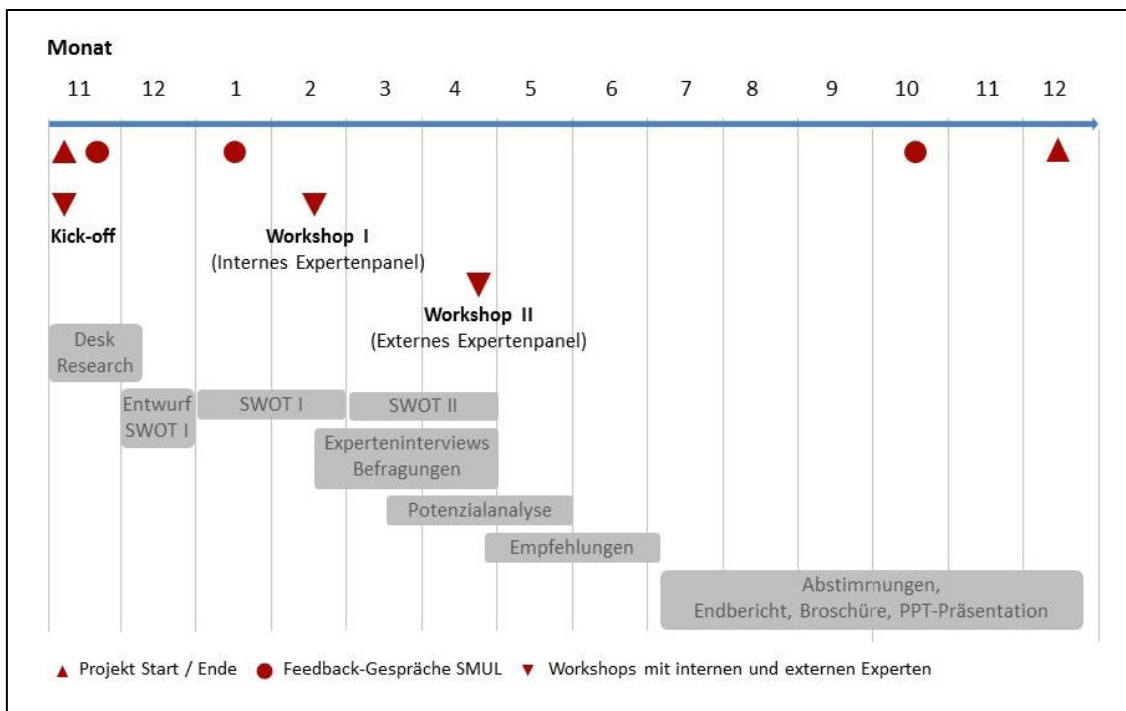 Monat
11 12 1 2 3 4 5 6 7 8 9 10 11 12
Kick-off
Workshop I
(Internes Expertenpanel)
Workshop II
(Externes Expertenpanel)
Desk
Research
Entwurf
SWOT I
SWOT I
SWOT II
Experteninterviews
Befragungen
Potenzialanalyse
Empfehlungen
Abstimmungen,
Endbericht, Broschüre, PPT-Präsentation
Projekt Start / Ende
Feedback-Gespräche SMUL
Workshops mit internen und externen Experten